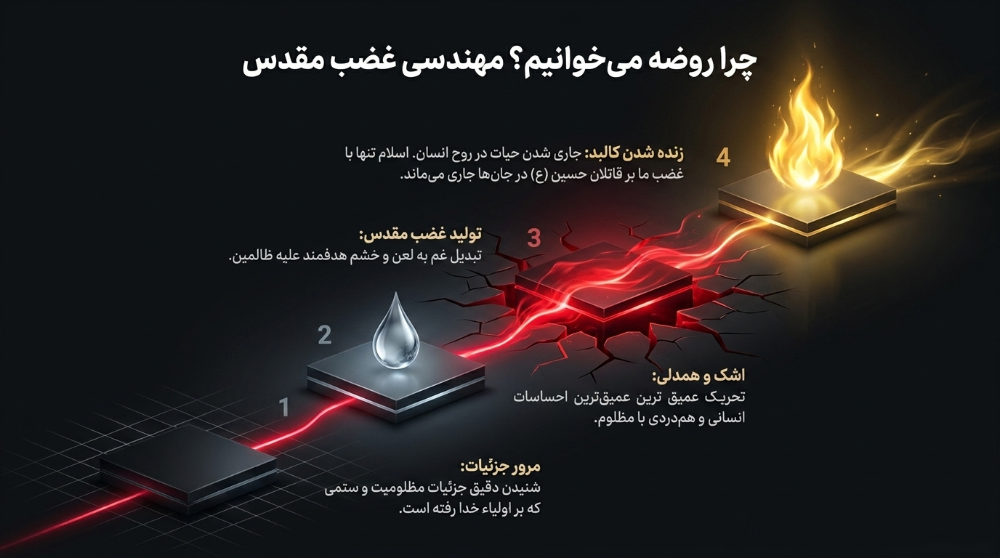 چرا روضه می‌خوانیم؟ مهندسی غضب مقدس
4
زنده شدن کالبد: جاری شدن حیات در روح انسان. اسلام تنها با
غضب ما بر قاتلان حسین (ع) در جان‌ها جاری می‌ماند.
3
تولید غضب مقدس:
تبدیل غم به لعن و خشم هدفمند علیه ظالمین.
2
اشک و همدلی:
تحریک عمیق ترین عمیق‌ترین احساسات
انسانی و هم‌دردی با مظلوم.
1
مرور جزئیات:
شنیدن دقیق جزئیات مظلومیت و ستمی
که بر اولیاء خدا رفته است.